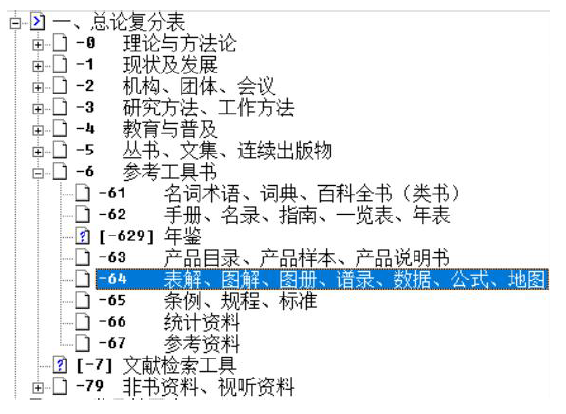 一、总论复分表
-0 理论与方法论
-1 现状及发展
-2 机构、团体、会议
-3 研究方法、工作方法
-4 教育与普及
-5 丛书、文集、连续出版物
-6 参考工具书
-61 名词术语、词典、百科全书（类书）
-62 手册、名录、指南、一览表、年表
[-629] 年鉴
-63 产品目录、产品样本、产品说明书
-64 表解、图解、图册、谱录、数据、公式、地图
-65 条例、规程、标准
-66 统计资料
-67 参考资料
[-7] 文献检索工具
-79 非书资料、视听资料